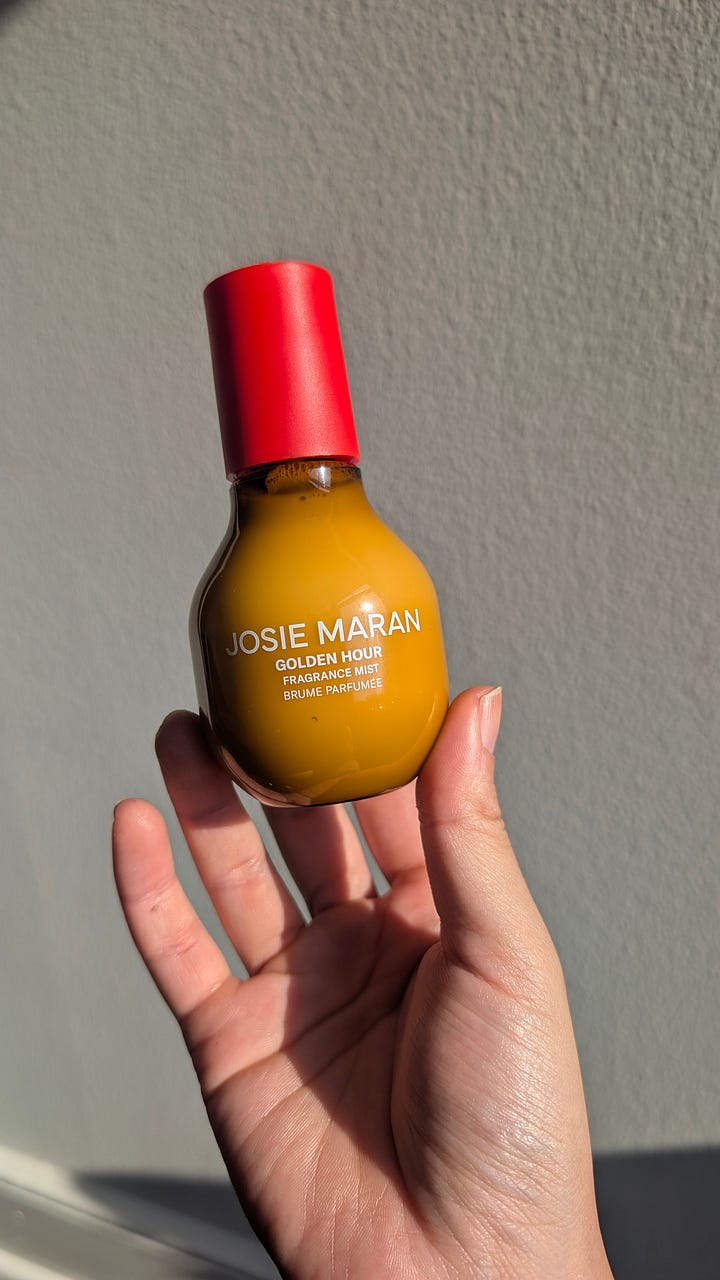 JOSIE MARAN
GOLDEN HOUR
FRAGRANCE MIST
BRUME PARFUMÉE